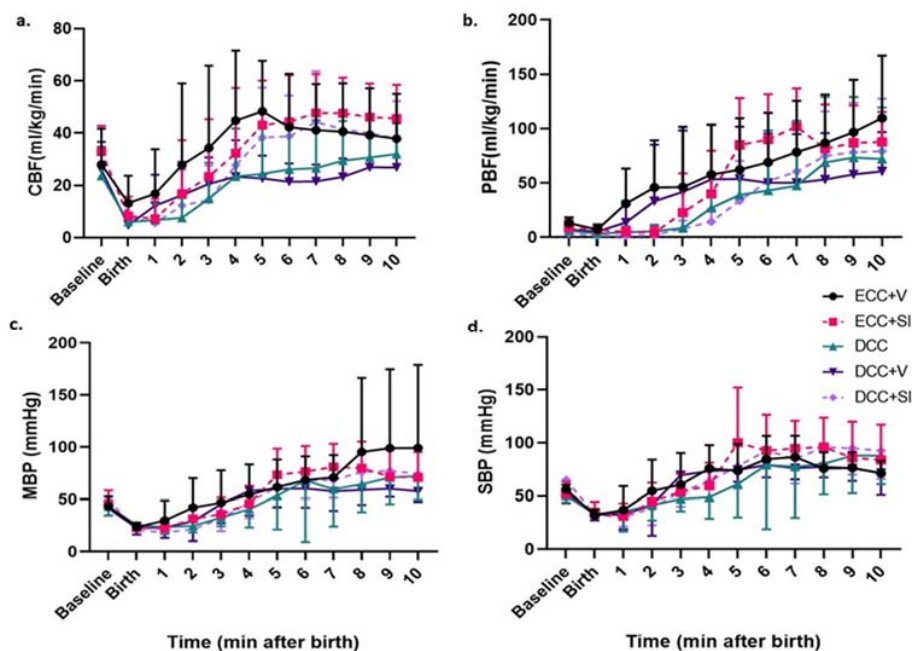 a.
CBF(ml/kg/min)
80
60
40
20
0
Baseline
Birth
1
2
3
4
5
6
7
8
9
10
b.
PBF(ml/kg/min)
200
150
100
50
0
Baseline
Birth
1
2
3
4
5
6
7
8
9
10
ECC+V
ECC+SI
DCC
DCC+V
DCC+SI
c.
MBP (mmHg)
200
150
100
50
0
Baseline
Birth
1
2
3
4
5
6
7
8
9
10
Time (min after birth)
d.
SBP (mmHg)
200
150
100
50
0
Baseline
Birth
1
2
3
4
5
6
7
8
9
10
Time (min after birth)